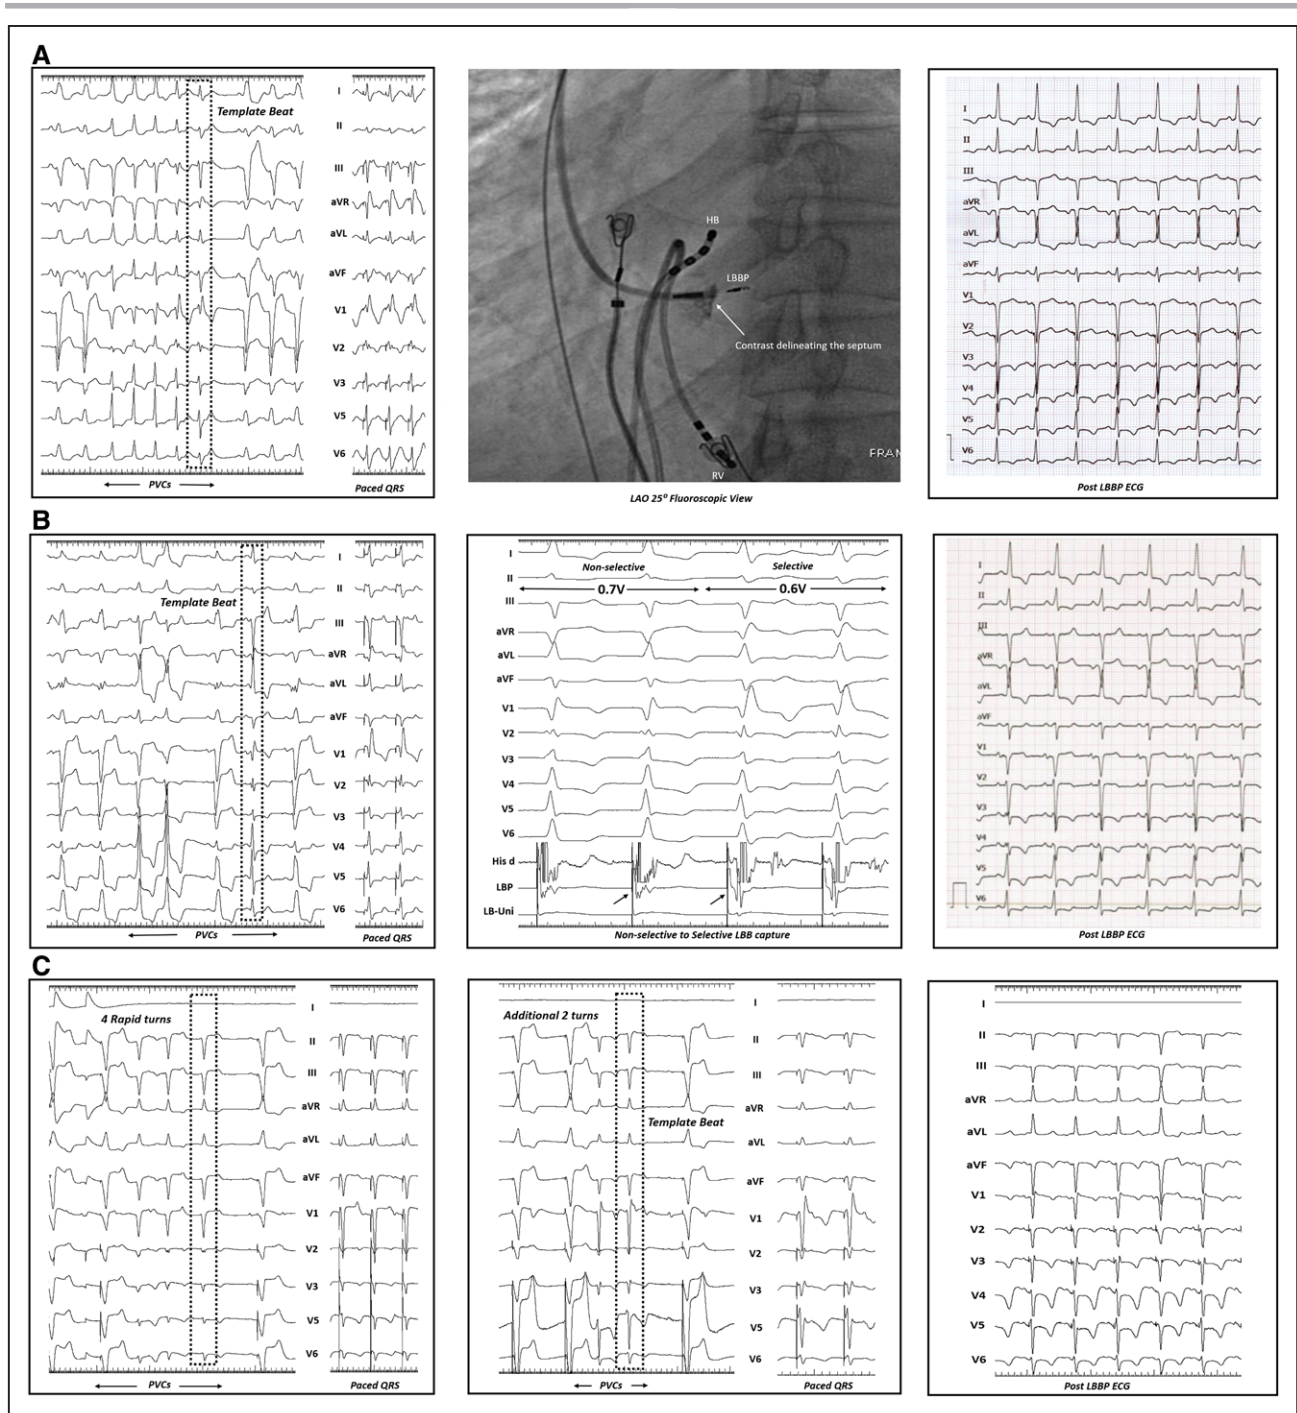 A
Template Beat
I
II
III
aVR
aVL
aVF
V1
V2
V3
V5
V6
PVCs
Paced QRS
HB
LBBP
Contrast delineating the septum
RV
FRAM
LAO 25° Fluoroscopic View
I
II
III
aVR
aVL
aVF
V1
V2
V3
V4
V5
V6
Post LBBP ECG
B
Template Beat
I
II
III
aVR
aVL
aVF
V1
V2
V3
V4
V5
V6
PVCs
Paced QRS
Non-selective Selective
0.7V 0.6V
I
II
III
aVR
aVL
aVF
V1
V2
V3
V4
V5
V6
His d
LBP
LB-Uni
Non-selective to Selective LBB capture
I
II
III
aVR
aVL
aVF
V1
V2
V3
V4
V5
V6
Post LBBP ECG
C
4 Rapid turns
I
II
III
aVR
aVL
aVF
V1
V2
V3
V5
V6
PVCs
Paced QRS
Additional 2 turns
Template Beat
I
II
III
aVR
aVL
aVF
V1
V2
V3
V5
V6
PVCs
Paced QRS
I
II
III
aVR
aVL
aVF
V1
V2
V3
V4
V5
V6
Post LBBP ECG